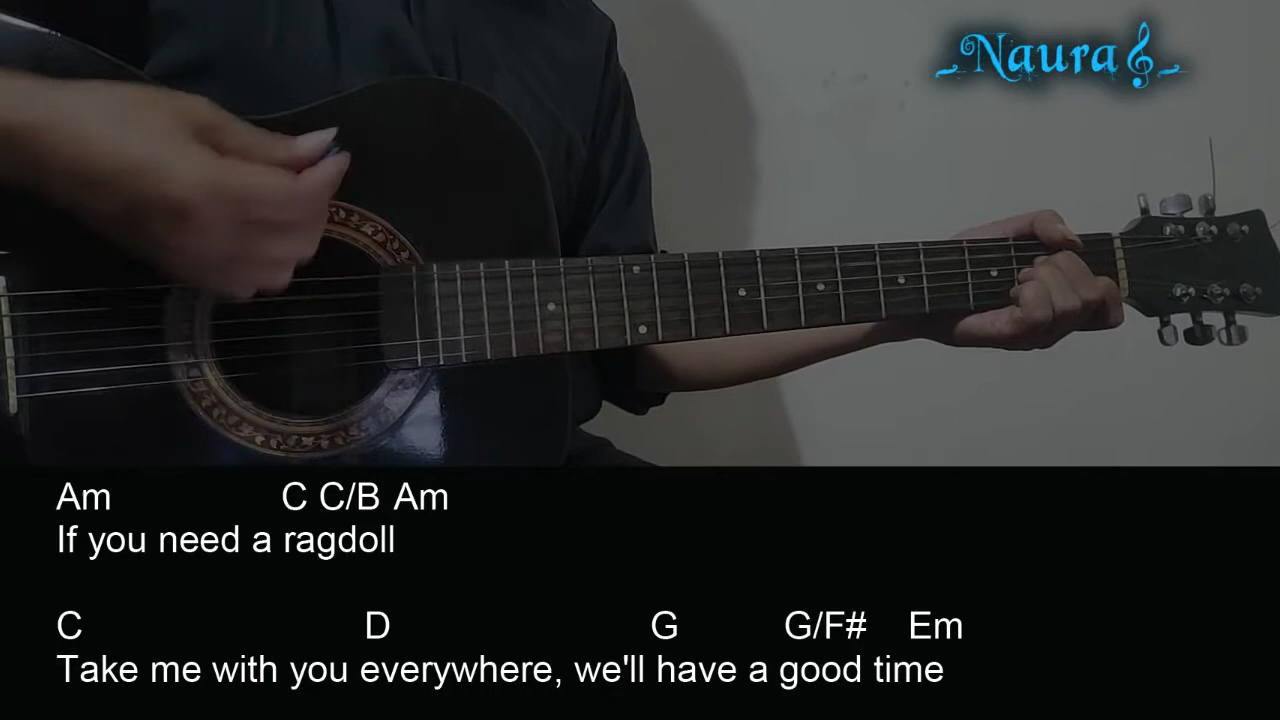 Naura
Am C C/B Am
If you need a ragdoll
C D G G/F# Em
Take me with you everywhere, we'll have a good time